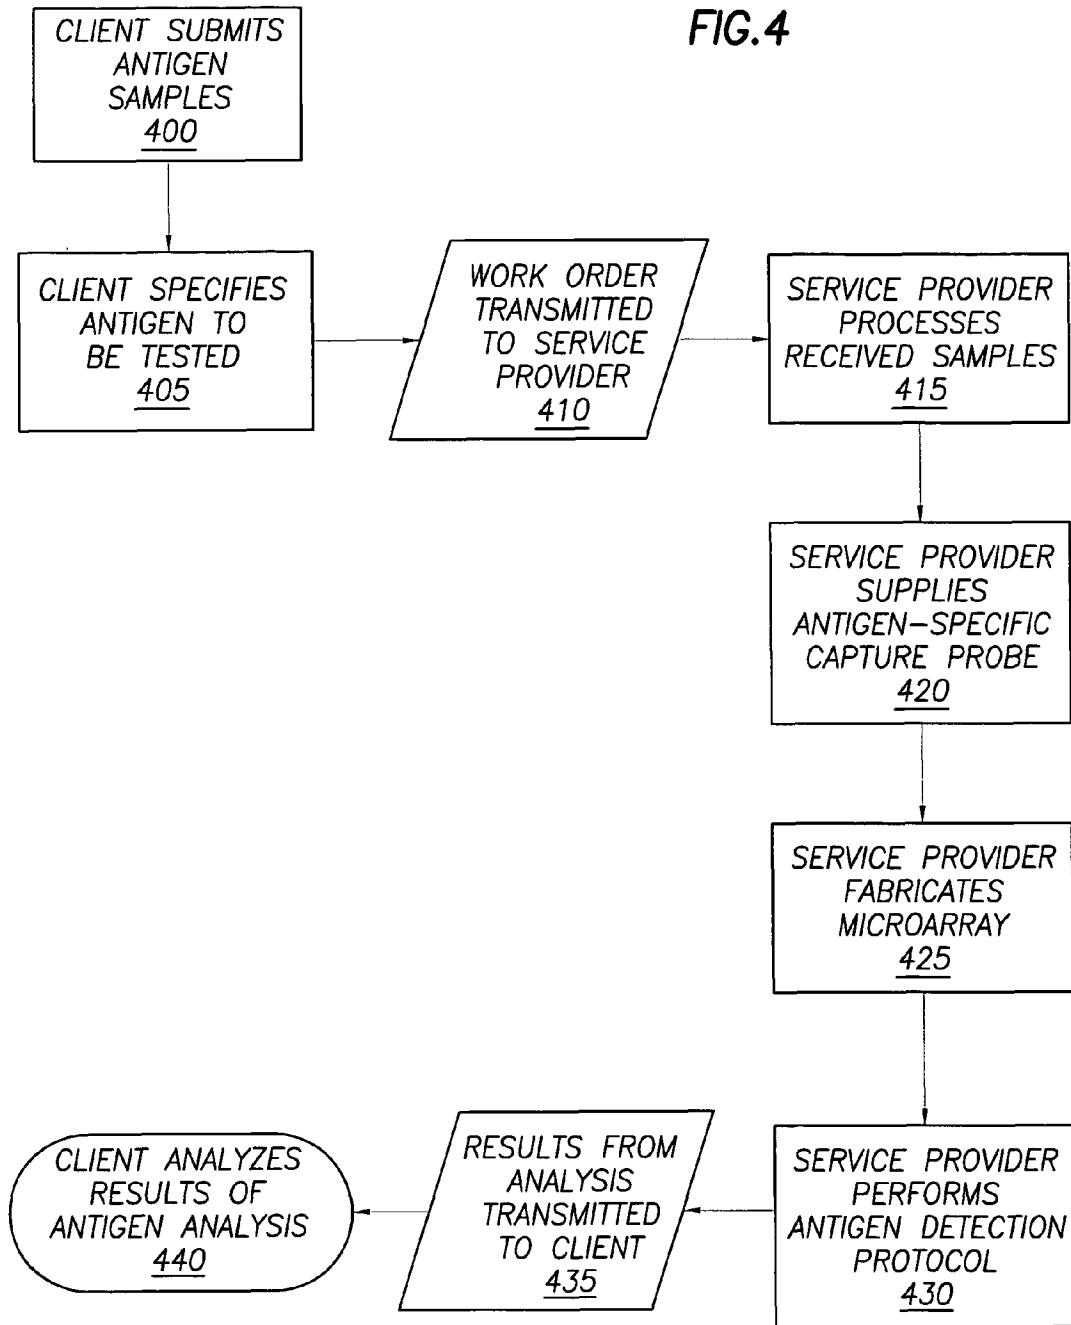 FIG.4
CLIENT SUBMITS
ANTIGEN
SAMPLES
400
CLIENT SPECIFIES
ANTIGEN TO
BE TESTED
405
WORK ORDER
TRANSMITTED
TO SERVICE
PROVIDER
410
SERVICE PROVIDER
PROCESSES
RECEIVED SAMPLES
415
SERVICE PROVIDER
SUPPLIES
ANTIGEN-SPECIFIC
CAPTURE PROBE
420
SERVICE PROVIDER
FABRICATES
MICROARRAY
425
SERVICE PROVIDER
PERFORMS
ANTIGEN DETECTION
PROTOCOL
430
RESULTS FROM
ANALYSIS
TRANSMITTED
TO CLIENT
435
CLIENT ANALYZES
RESULTS OF
ANTIGEN ANALYSIS
440